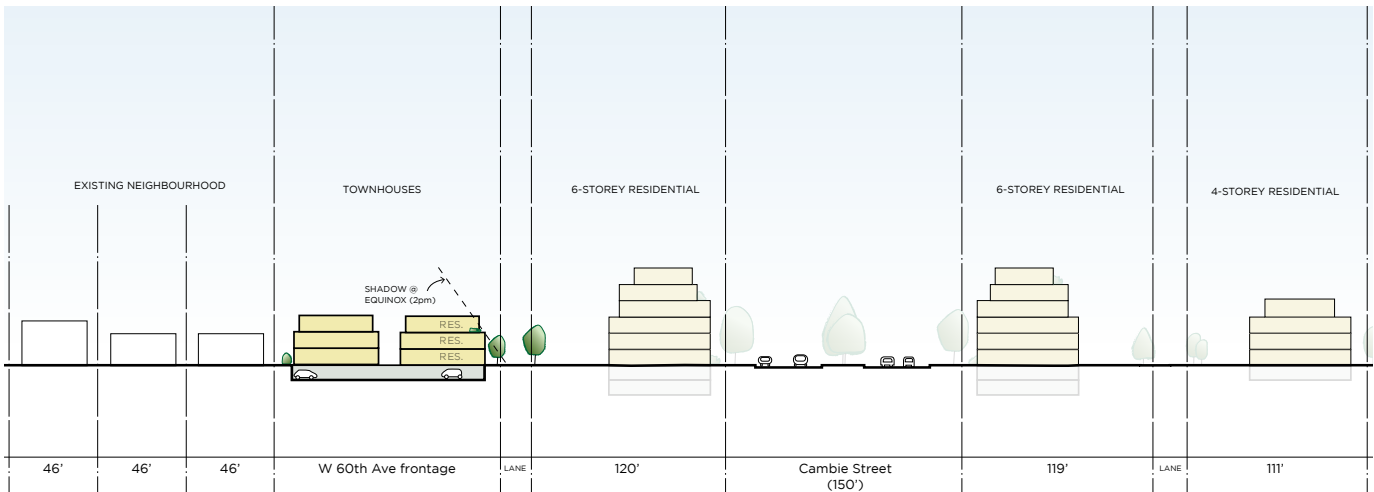 EXISTING NEIGHBOURHOOD
TOWNHOUSES
6-STOREY RESIDENTIAL
6-STOREY RESIDENTIAL
4-STOREY RESIDENTIAL
SHADOW @
EQUINOX (2pm)
RES.
RES.
RES.
46’
46’
46’
W 60th Ave frontage
LANE
120’
Cambie Street
(150’)
119’
LANE
111’